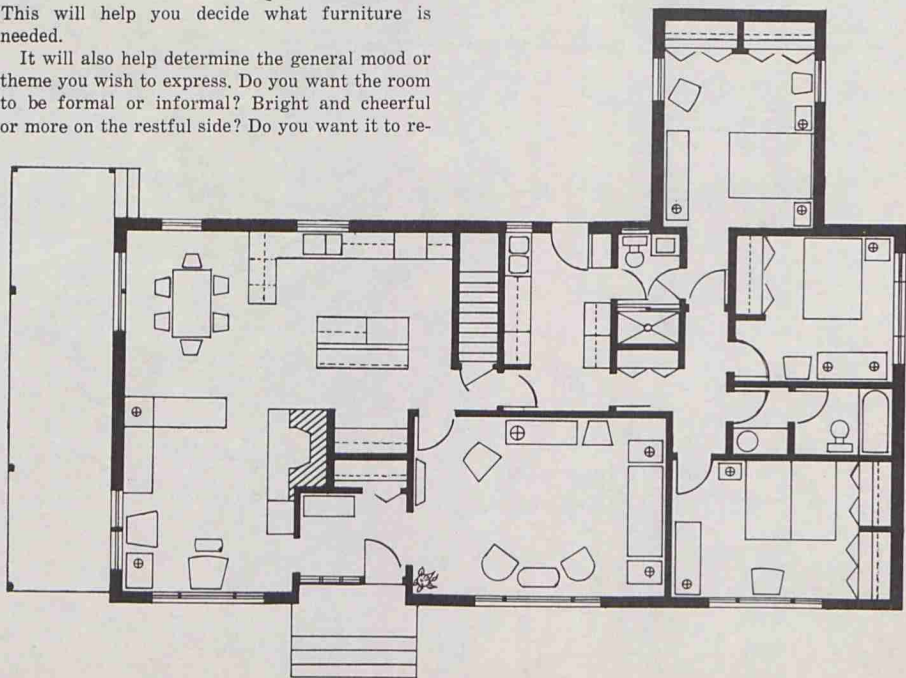 This will help you decide what furniture is
needed.
It will also help determine the general mood or
theme you wish to express. Do you want the room
to be formal or informal? Bright and cheerful
or more on the restful side? Do you want it to re-